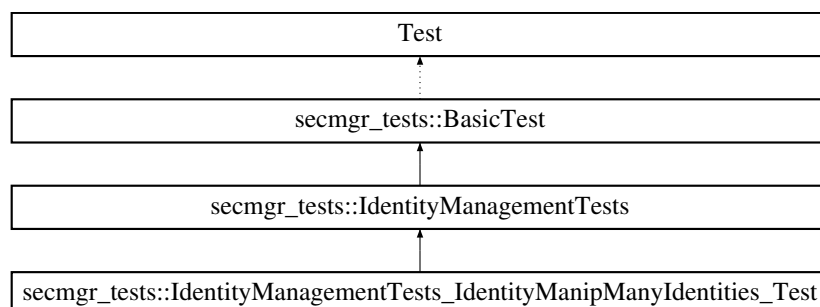 Test
secmgr_tests::BasicTest
secmgr_tests::IdentityManagementTests
secmgr_tests::IdentityManagementTests_IdentityManipManyIdentities_Test